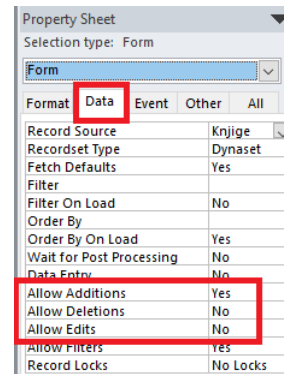 Property Sheet
Selection type: Form
Form
Format Data Event Other All
Record Source Knjige
Recordset Type Dynaset
Fetch Defaults Yes
Filter
Filter On Load No
Order By
Order By On Load Yes
Wait for Post Processing No
Data Entry No
Allow Additions Yes
Allow Deletions No
Allow Edits No
Allow Filters Yes
Record Locks No Locks